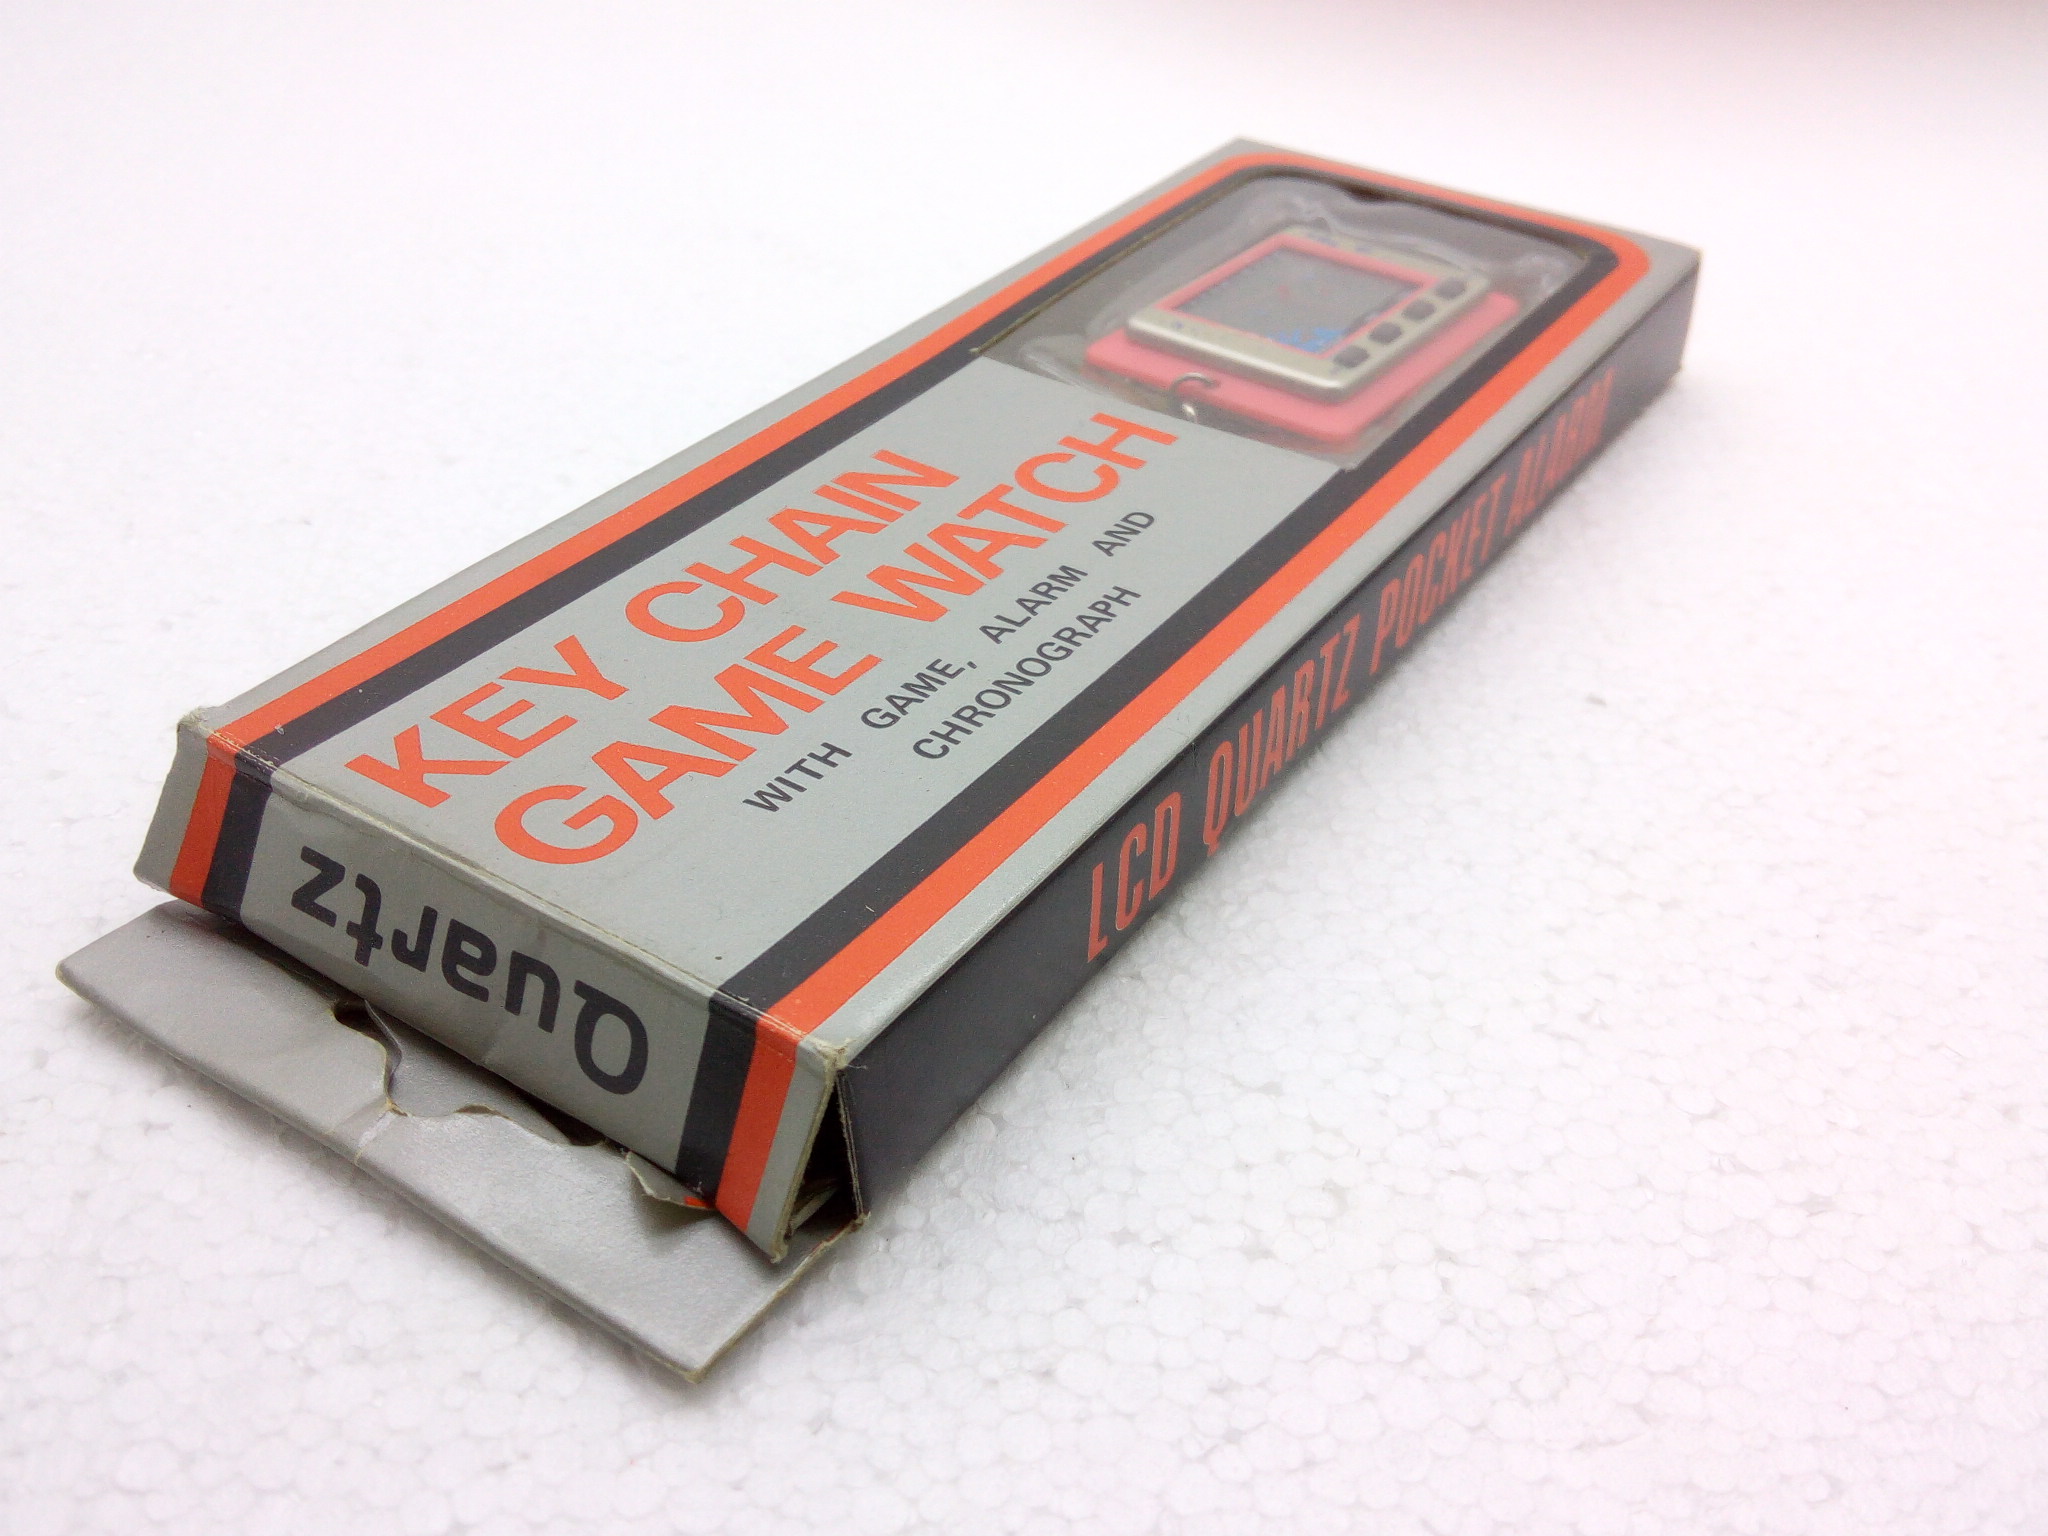 KEY CHAIN
GAME WATCH
WITH GAME, ALARM AND
CHRONOGRAPH
Quartz
LCD QUARTZ POCKET ALARM